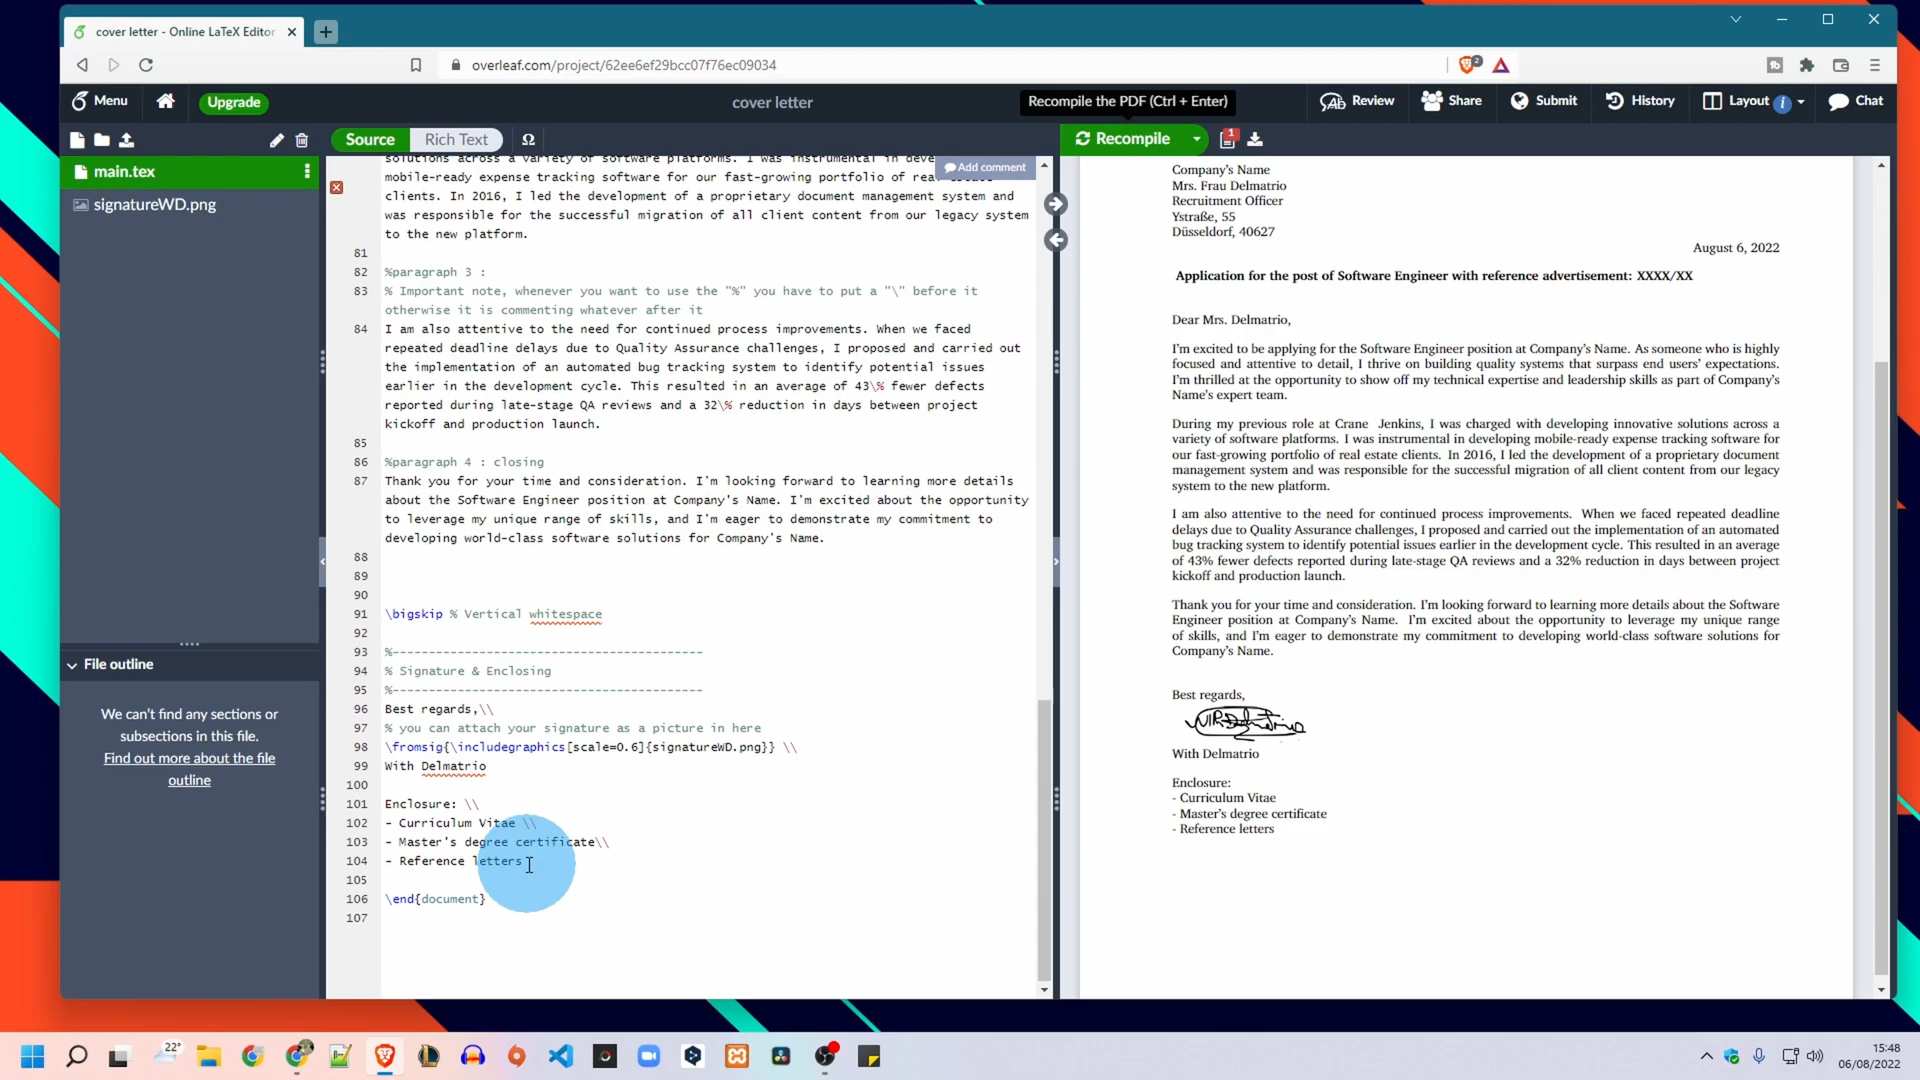 cover letter - Online LaTeX Editor
overleaf.com/project/62ee6ef29bcc07f76ec09034
2
Menu
Upgrade
cover letter
Recompile the PDF (Ctrl + Enter)
Review
Share
Submit
History
Layout
i
Chat
Source
Rich Text
Ω
Recompile
1
main.tex
signatureWD.png
File outline
We can't find any sections or
subsections in this file.
Find out more about the file
outline
Add comment
solutions across a variety of software platforms. I was instrumental in deve
mobile-ready expense tracking software for our fast-growing portfolio of real estate
clients. In 2016, I led the development of a proprietary document management system and
was responsible for the successful migration of all client content from our legacy system
to the new platform.
81
82 %paragraph 3 :
83 % Important note, whenever you want to use the "%" you have to put a "\" before it
otherwise it is commenting whatever after it
84 I am also attentive to the need for continued process improvements. When we faced
repeated deadline delays due to Quality Assurance challenges, I proposed and carried out
the implementation of an automated bug tracking system to identify potential issues
earlier in the development cycle. This resulted in an average of 43\% fewer defects
reported during late-stage QA reviews and a 32\% reduction in days between project
kickoff and production launch.
85
86 %paragraph 4 : closing
87 Thank you for your time and consideration. I'm looking forward to learning more details
about the Software Engineer position at Company's Name. I'm excited about the opportunity
to leverage my unique range of skills, and I'm eager to demonstrate my commitment to
developing world-class software solutions for Company's Name.
88
89
90
91 \bigskip % Vertical whitespace
92
93 %-------------------------------------------
94 % Signature & Enclosing
95 %-------------------------------------------
96 Best regards,\\
97 % you can attach your signature as a picture in here
98 \fromsig{\includegraphics[scale=0.6]{signatureWD.png}} \\
99 With Delmatrio
100
101 Enclosure: \\
102 - Curriculum Vitae \\
103 - Master's degree certificate\\
104 - Reference letters
105
106 \end{document}
107
Company's Name
Mrs. Frau Delmatrio
Recruitment Officer
Ystraße, 55
Düsseldorf, 40627
August 6, 2022
Application for the post of Software Engineer with reference advertisement: XXXX/XX
Dear Mrs. Delmatrio,
I'm excited to be applying for the Software Engineer position at Company's Name. As someone who is highly
focused and attentive to detail, I thrive on building quality systems that surpass end users' expectations.
I'm thrilled at the opportunity to show off my technical expertise and leadership skills as part of Company's
Name's expert team.
During my previous role at Crane Jenkins, I was charged with developing innovative solutions across a
variety of software platforms. I was instrumental in developing mobile-ready expense tracking software for
our fast-growing portfolio of real estate clients. In 2016, I led the development of a proprietary document
management system and was responsible for the successful migration of all client content from our legacy
system to the new platform.
I am also attentive to the need for continued process improvements. When we faced repeated deadline
delays due to Quality Assurance challenges, I proposed and carried out the implementation of an automated
bug tracking system to identify potential issues earlier in the development cycle. This resulted in an average
of 43% fewer defects reported during late-stage QA reviews and a 32% reduction in days between project
kickoff and production launch.
Thank you for your time and consideration. I'm looking forward to learning more details about the Software
Engineer position at Company's Name. I'm excited about the opportunity to leverage my unique range
of skills, and I'm eager to demonstrate my commitment to developing world-class software solutions for
Company's Name.
Best regards,
With Delmatrio
Enclosure:
- Curriculum Vitae
- Master's degree certificate
- Reference letters
22°
15:48
06/08/2022